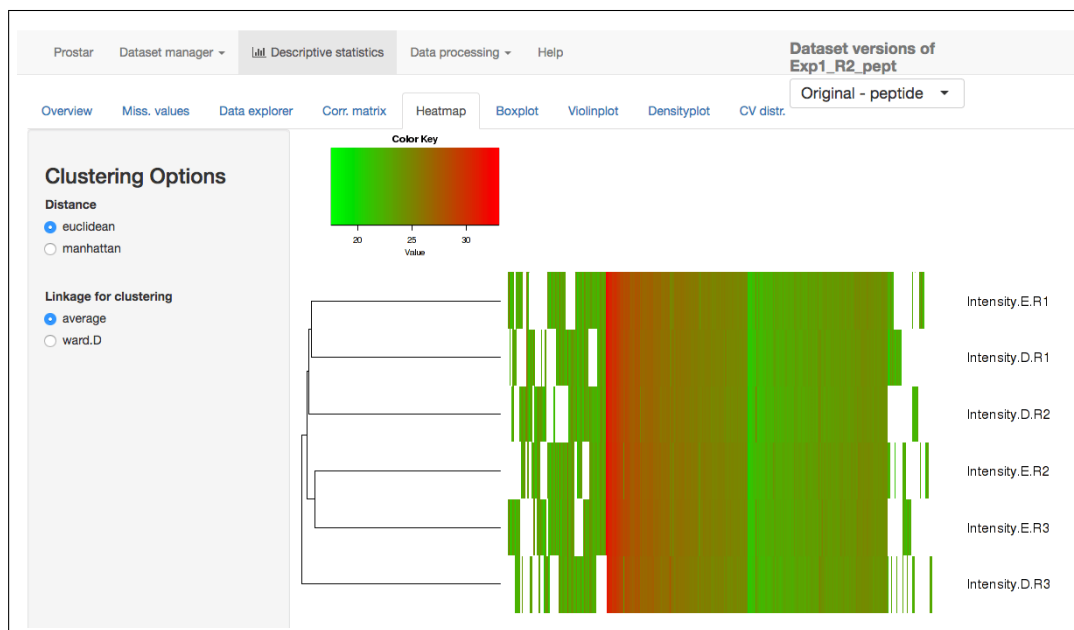 Prostar Dataset manager Descriptive statistics Data processing Help
Dataset versions of
Exp1_R2_pept
Original - peptide
Overview Miss. values Data explorer Corr. matrix Heatmap Boxplot Violinplot Densityplot CV distr.
Clustering Options
Distance
euclidean
manhattan
Linkage for clustering
average
ward.D
Color Key
20 25 30
Value
Intensity.E.R1
Intensity.D.R1
Intensity.D.R2
Intensity.E.R2
Intensity.E.R3
Intensity.D.R3